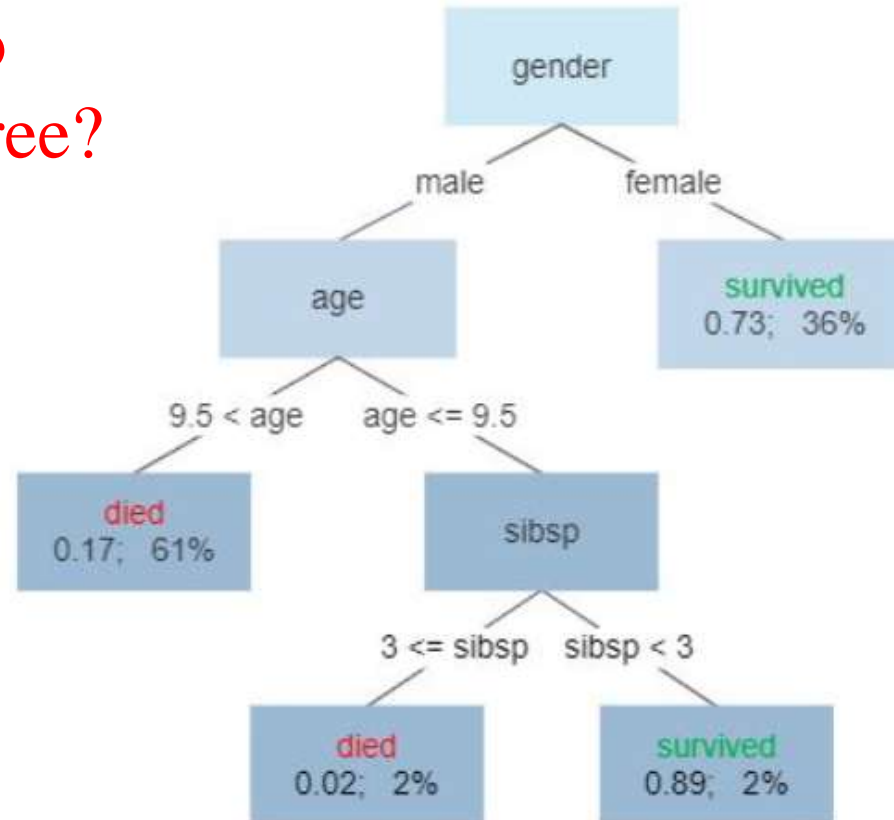 ree?
gender
male
female
age
survived
0.73; 36%
9.5 < age
age <= 9.5
died
0.17; 61%
sibsp
3 <= sibsp
sibsp < 3
died
0.02; 2%
survived
0.89; 2%